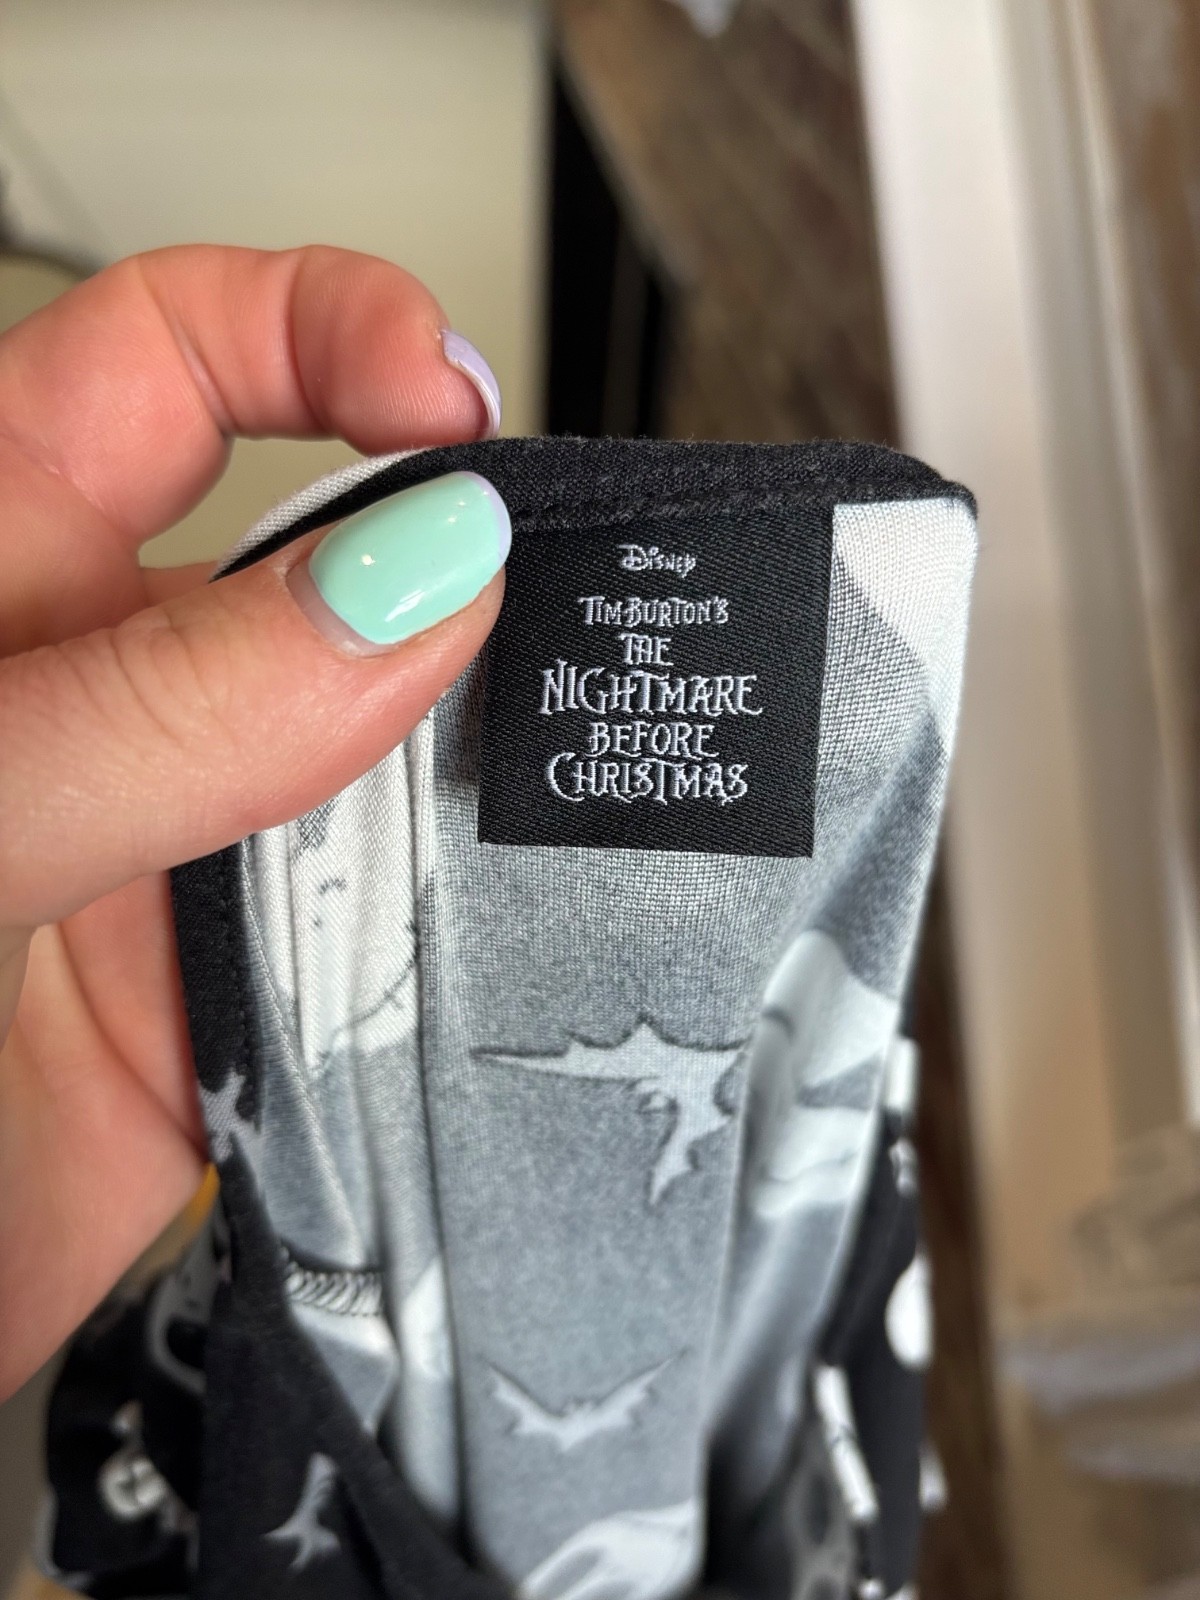 Disney
Tim Burton's
The
Nightmare
Before
Christmas